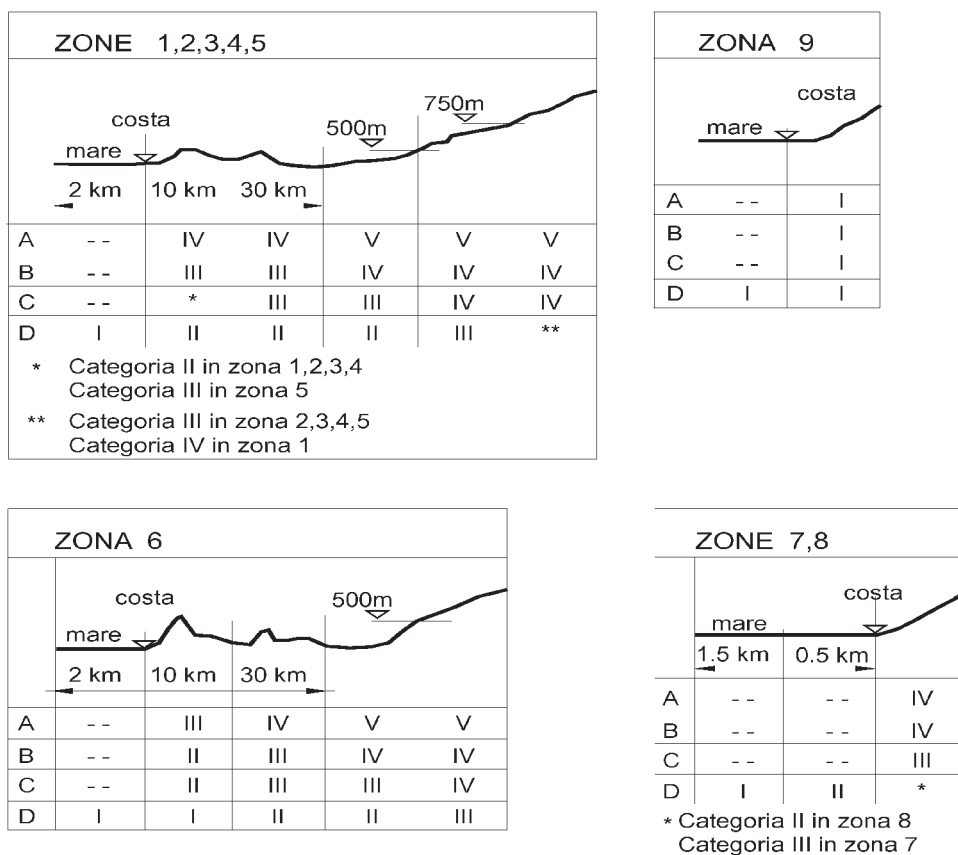 ZONE 1,2,3,4,5
costa
mare
500m
750m
2 km 10 km 30 km
A -- IV IV V V V
B -- III III IV IV IV
C -- * III III IV IV
D I II II II III **
* Categoria II in zona 1,2,3,4
Categoria III in zona 5
** Categoria III in zona 2,3,4,5
Categoria IV in zona 1
ZONA 9
costa
mare
A -- I
B -- I
C -- I
D I I
ZONA 6
costa
mare
500m
2 km 10 km 30 km
A -- III IV V V
B -- II III IV IV
C -- II III III IV
D I I II II III
ZONE 7,8
costa
mare
1.5 km 0.5 km
A -- -- IV
B -- -- IV
C -- -- III
D I II *
* Categoria II in zona 8
Categoria III in zona 7